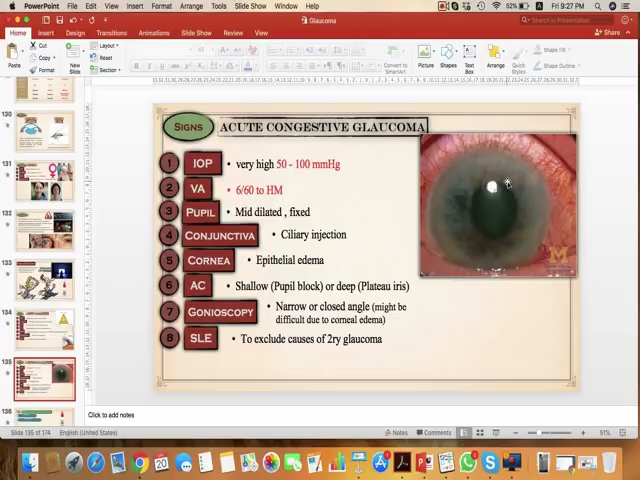 PowerPoint File Edit View Insert Format Arrange Tools Slide Show Window Help
52% Fri 9:27 PM
Glaucoma
Search in Presentation
Home Insert Design Transitions Animations Slide Show Review View
Share
Paste
Cut
Copy
Format
Layout
Reset
Section
Convert to SmartArt
Picture Shapes Text Box Arrange Quick Styles
Shape Fill
Shape Outline
130
131
132
133
134
135
136
SIGNS ACUTE CONGESTIVE GLAUCOMA
1 IOP • very high 50 - 100 mmHg
2 VA • 6/60 to HM
3 PUPIL • Mid dilated , fixed
4 CONJUNCTIVA • Ciliary injection
5 CORNEA • Epithelial edema
6 AC • Shallow (Pupil block) or deep (Plateau iris)
7 GONIOSCOPY • Narrow or closed angle (might be
difficult due to corneal edema)
8 SLE • To exclude causes of 2ry glaucoma
M
Click to add notes
Slide 135 of 174 English (United States) Notes Comments 51%